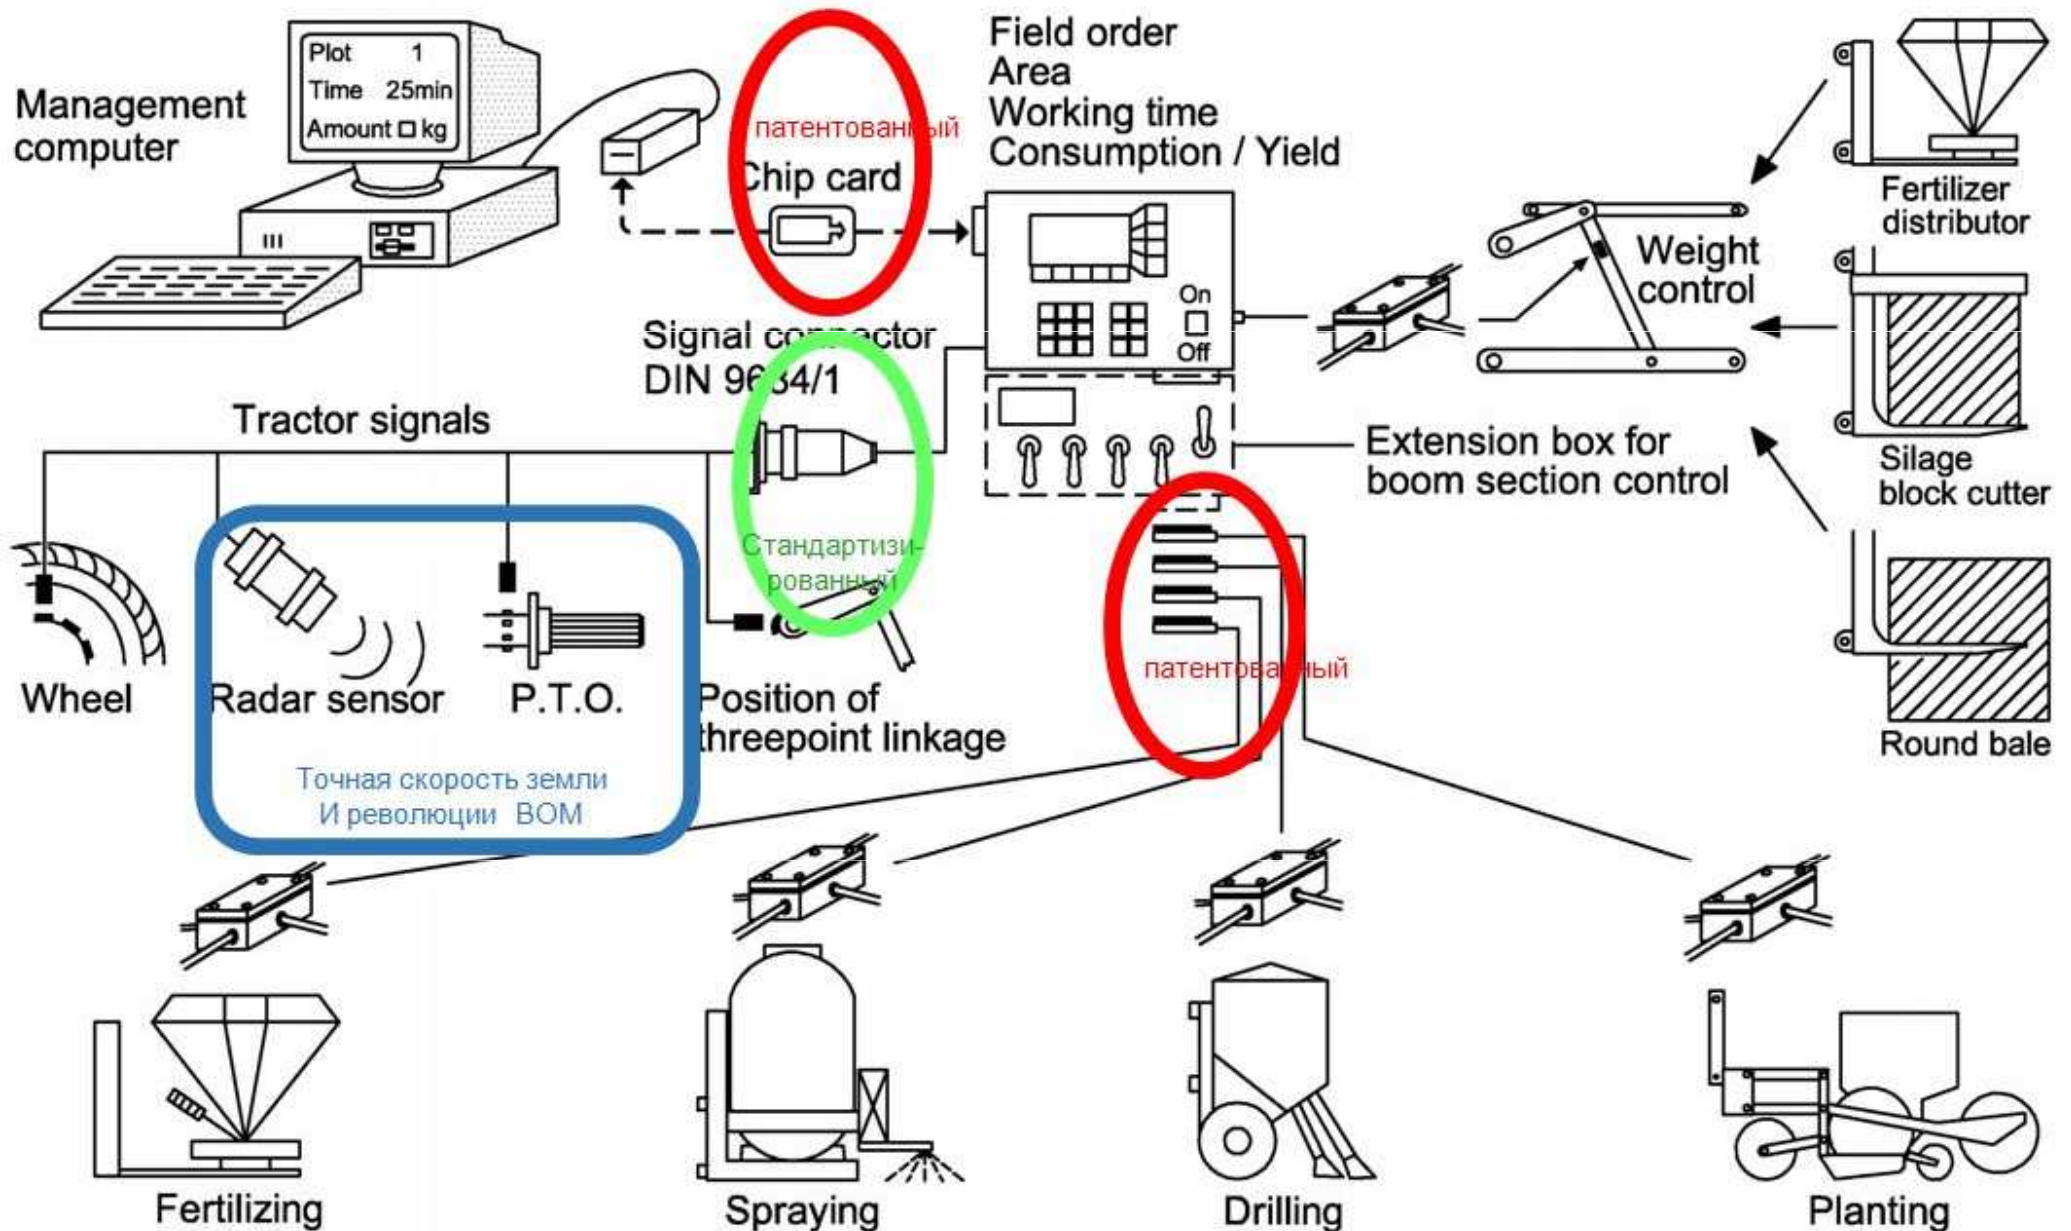 Management
computer
Plot 1
Time 25min
Amount □ kg
патентованный
Chip card
Field order
Area
Working time
Consumption / Yield
On
Off
Weight
control
Fertilizer
distributor
Silage
block cutter
Round bale
Signal connector
DIN 9684/1
Tractor signals
Extension box for
boom section control
Стандартизи-
рованный
патентованный
Wheel
Radar sensor
P.T.O.
Position of
threepoint linkage
Точная скорость земли
И революции ВОМ
Fertilizing
Spraying
Drilling
Planting